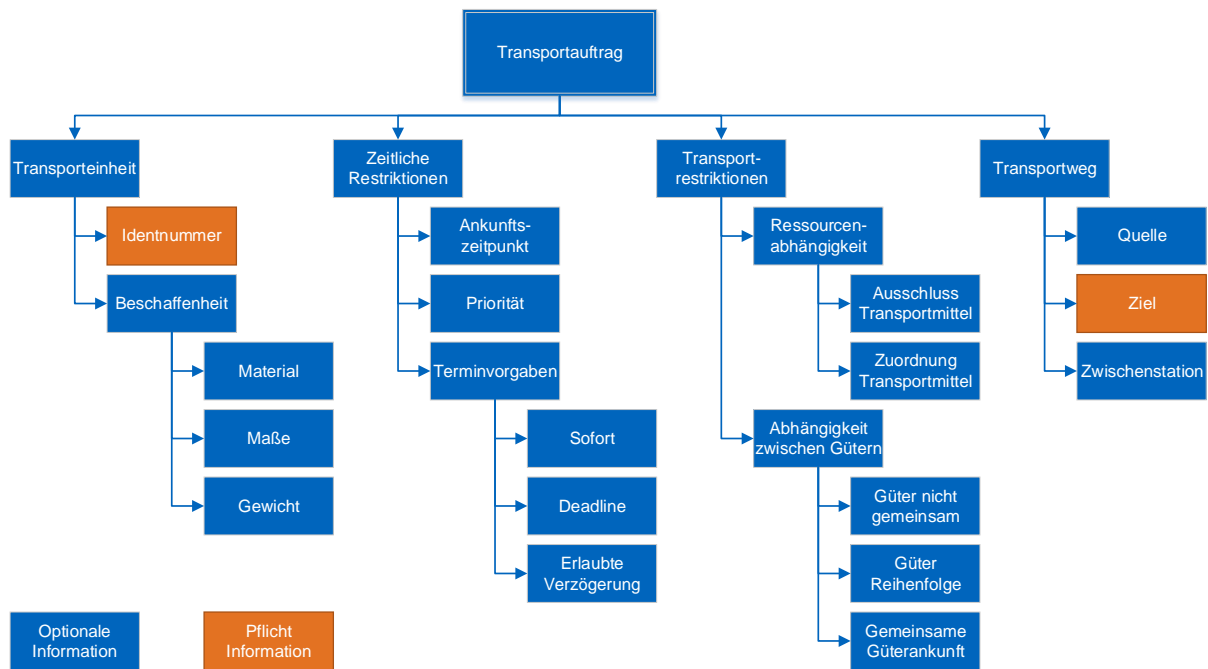 Transportauftrag
Transporteinheit
Identnummer
Beschaffenheit
Material
Maße
Gewicht
Zeitliche
Restriktionen
Ankunfts-
zeitpunkt
Priorität
Terminvorgaben
Sofort
Deadline
Erlaubte
Verzögerung
Transport-
restriktionen
Ressourcen-
abhängigkeit
Ausschluss
Transportmittel
Zuordnung
Transportmittel
Abhängigkeit
zwischen Gütern
Güter nicht
gemeinsam
Güter
Reihenfolge
Gemeinsame
Güterankunft
Transportweg
Quelle
Ziel
Zwischenstation
Optionale
Information
Pflicht
Information